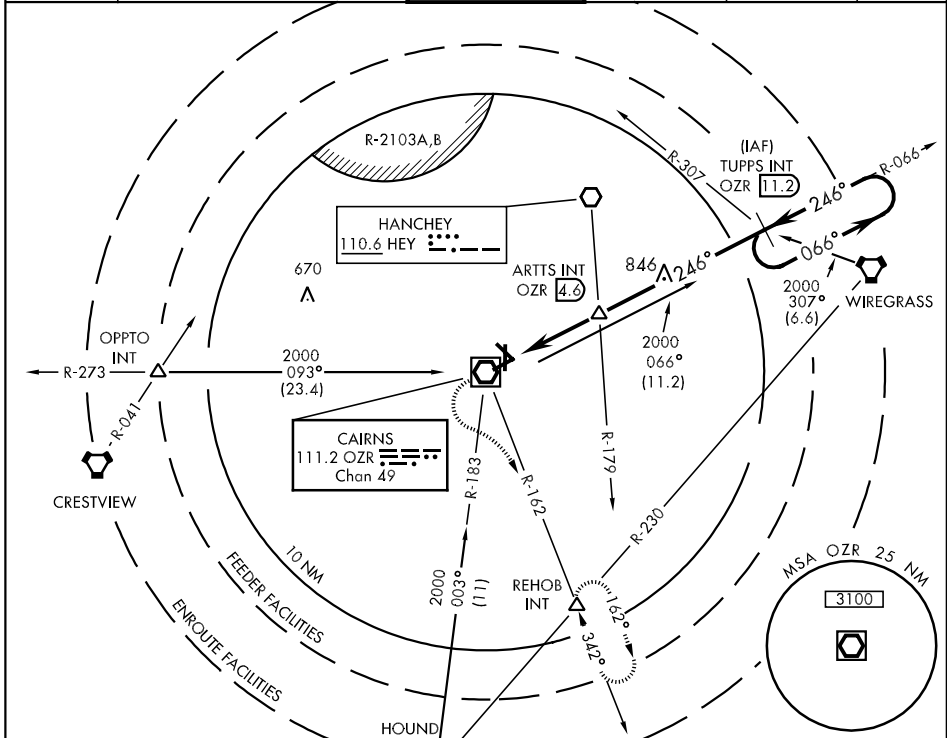 R-2103A,B
(IAF)
TUPPS INT
OZR 11.2
R-307
R-066
246°
066°
HANCHEY
110.6 HEY
ARTTS INT
OZR 4.6
846
246°
670
2000
307°
(6.6)
WIREGRASS
OPPTO
INT
R-273
2000
093°
(23.4)
2000
066°
(11.2)
R-041
CAIRNS
111.2 OZR
Chan 49
CRESTVIEW
R-183
R-162
R-179
R-230
10 NM
FEEDER FACILITIES
ENROUTE FACILITIES
2000
003°
(11)
REHOB
INT
162°
342°
MSA OZR 25 NM
3100
HOUND